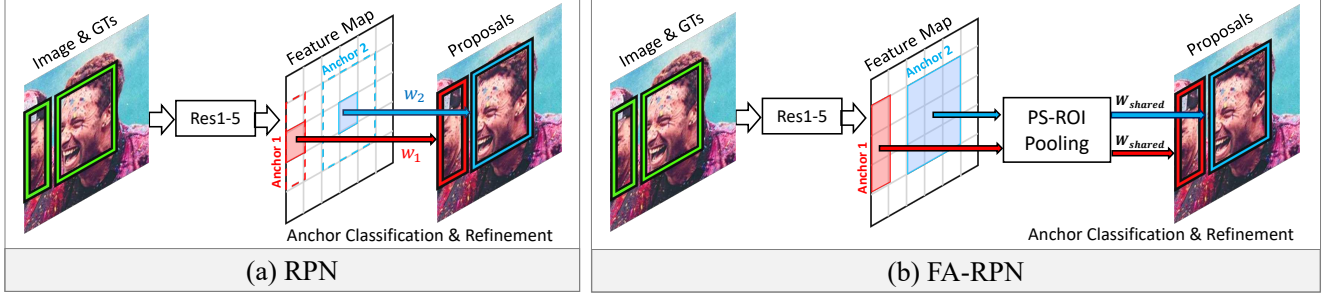 Image & GTs
Res1-5
Feature Map
Anchor 2
Anchor 1
w2
w1
Proposals
Anchor Classification & Refinement
(a) RPN
Image & GTs
Res1-5
Feature Map
Anchor 2
Anchor 1
PS-ROI
Pooling
Wshared
Wshared
Proposals
Anchor Classification & Refinement
(b) FA-RPN